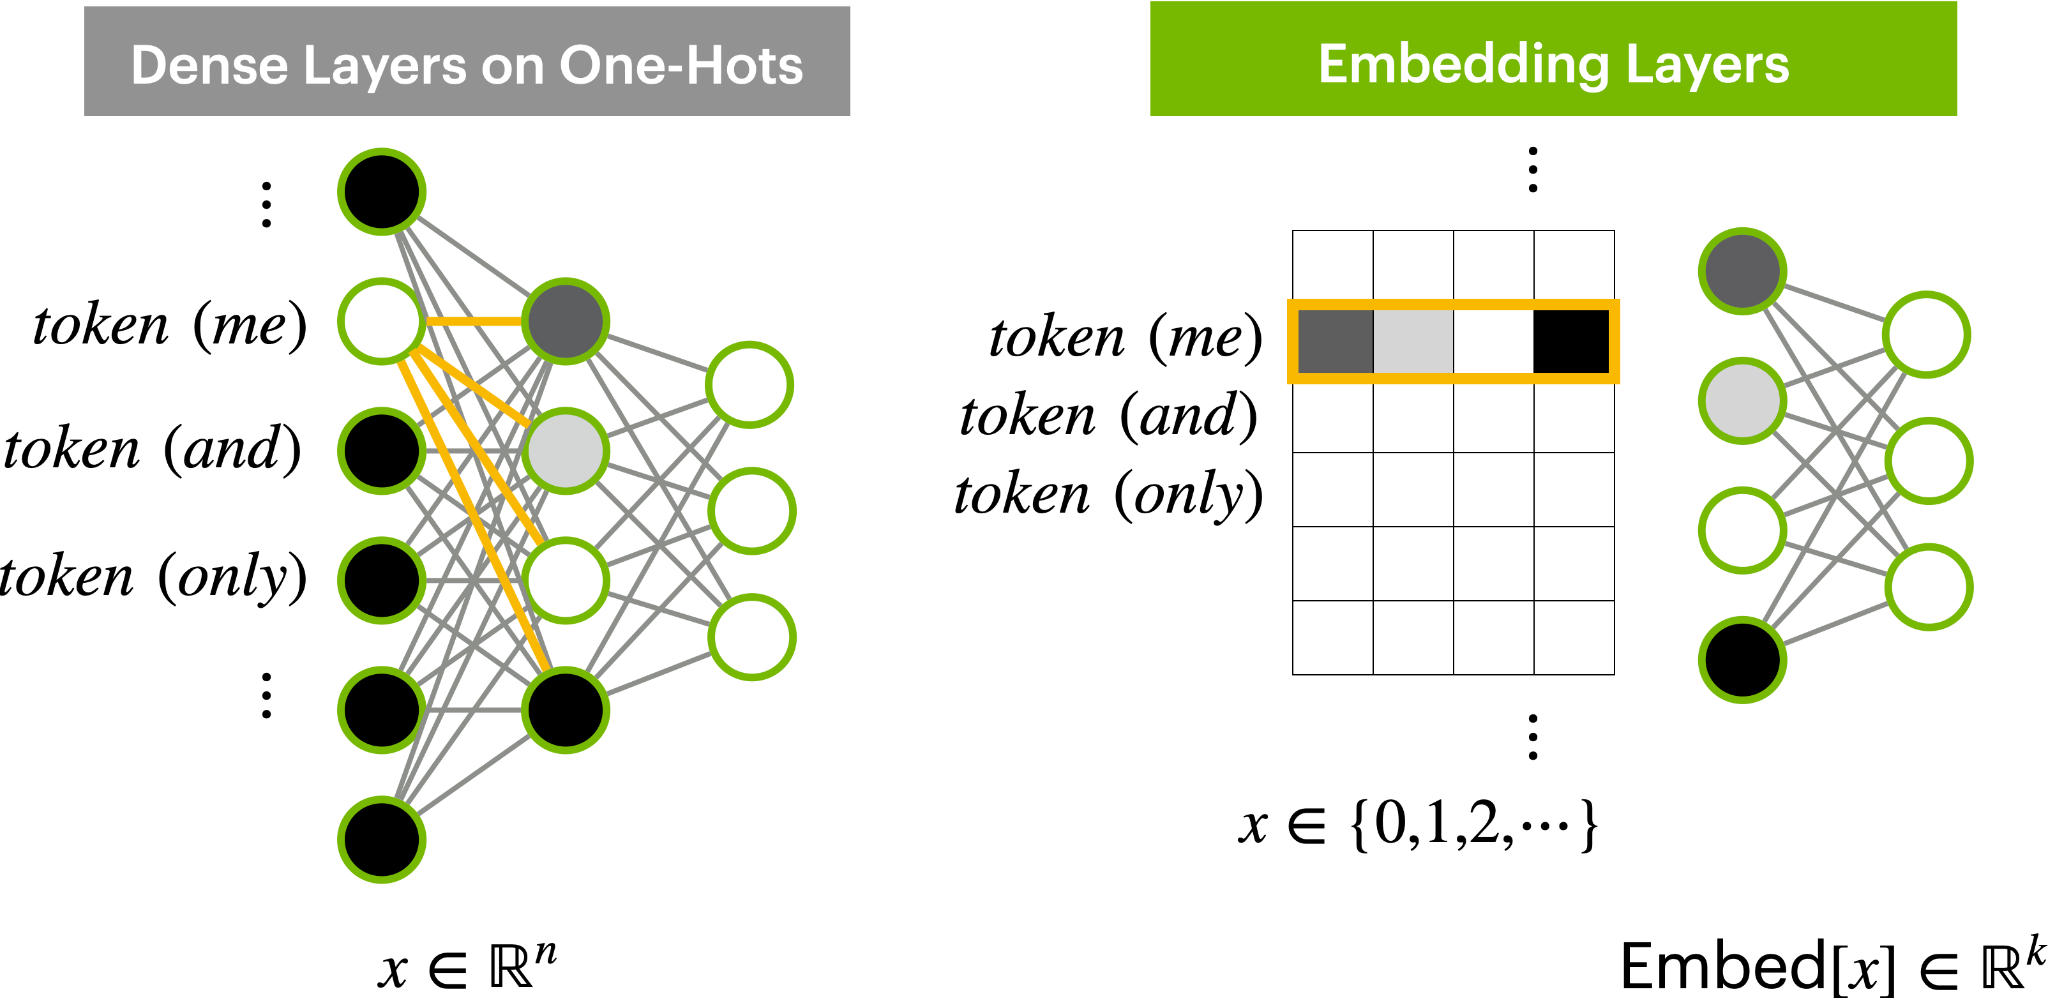 Dense Layers on One-Hots
⋮
token (me)
token (and)
token (only)
⋮
x ∈ ℝⁿ
Embedding Layers
⋮
token (me)
token (and)
token (only)
⋮
x ∈ {0,1,2,⋯}
Embed[x] ∈ ℝᵏ